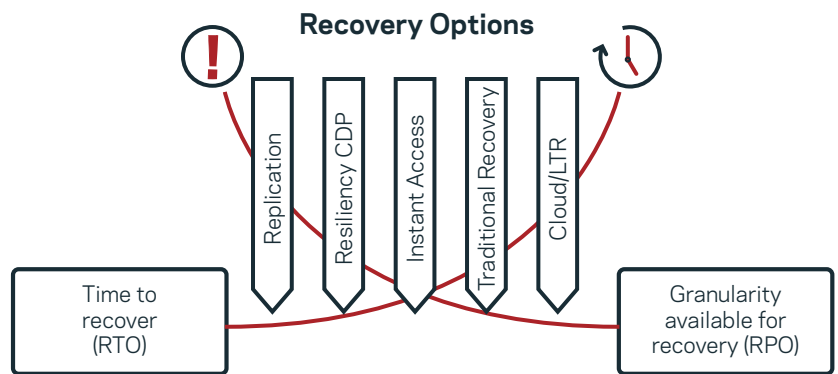 Recovery Options
!
Replication
Resiliency CDP
Instant Access
Traditional Recovery
Cloud/LTR
Time to
recover
(RTO)
Granularity
available for
recovery (RPO)